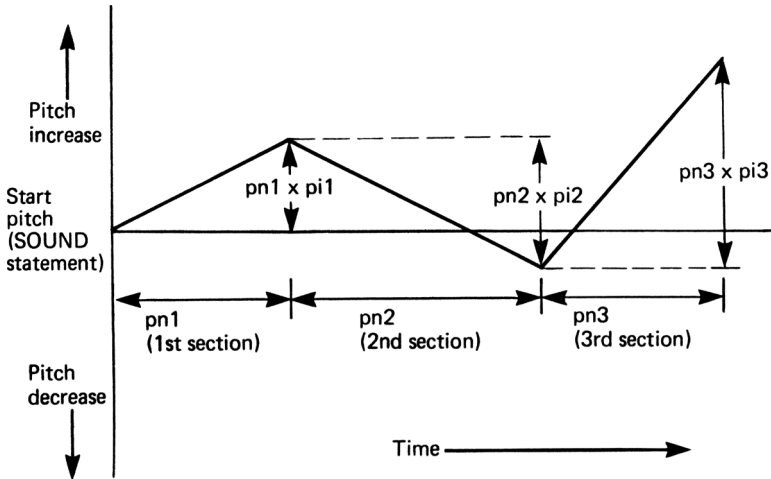 Pitch
increase
Start
pitch
(SOUND
statement)
Pitch
decrease
pn1 x pi1
pn2 x pi2
pn3 x pi3
pn1
(1st section)
pn2
(2nd section)
pn3
(3rd section)
Time